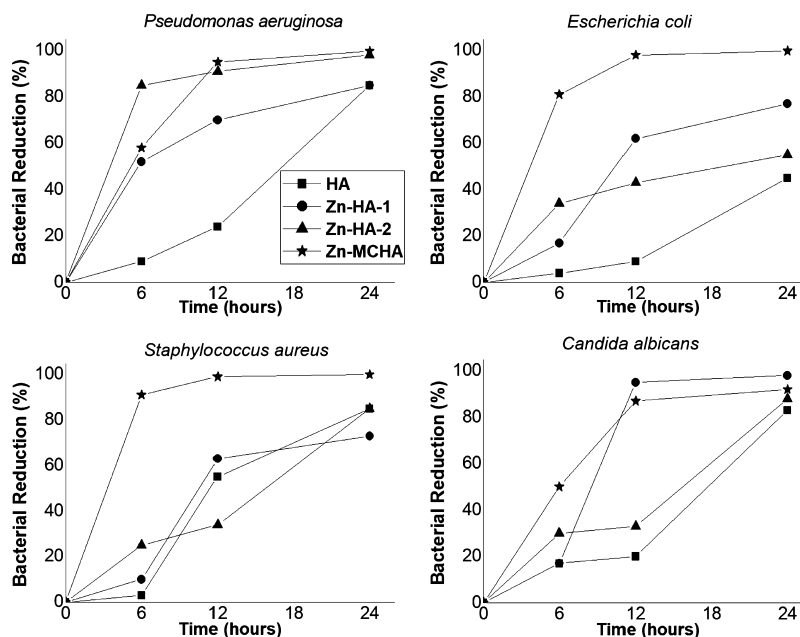 Pseudomonas aeruginosa
Bacterial Reduction (%)
100
80
60
40
20
0
0 6 12 18 24
Time (hours)
HA
Zn-HA-1
Zn-HA-2
Zn-MCHA
Escherichia coli
Bacterial Reduction (%)
100
80
60
40
20
0
0 6 12 18 24
Time (hours)
Staphylococcus aureus
Bacterial Reduction (%)
100
80
60
40
20
0
0 6 12 18 24
Time (hours)
Candida albicans
Bacterial Reduction (%)
100
80
60
40
20
0
0 6 12 18 24
Time (hours)